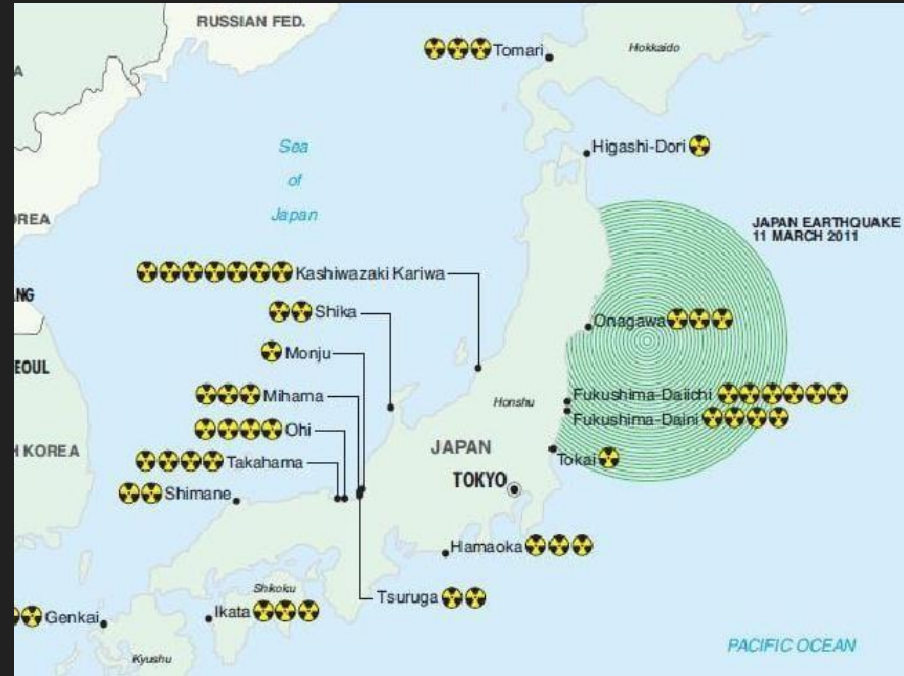 RUSSIAN FED.
Tomari
Hokkaido
A
Higashi-Dori
Sea
of
Japan
OREA
JAPAN EARTHQUAKE
11 MARCH 2011
Kashiwazaki Kariwa
NG
Shika
Onagawa
Monju
EOUL
Mihama
Honshu
Fukushima-Daiichi
Fukushima-Daini
Ohi
H KOREA
JAPAN
Takahama
Tokai
TOKYO
Shimane
Hamaoka
Shikoku
Tsuruga
Ikata
Genkai
Kyushu
PACIFIC OCEAN